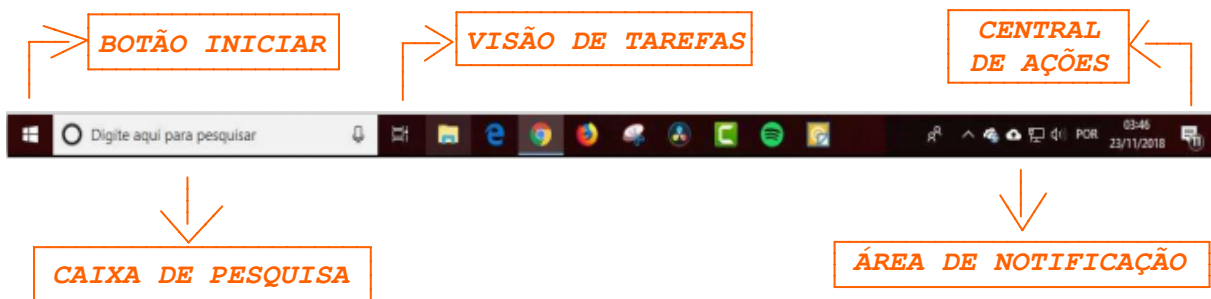 BOTÃO INICIAR
VISÃO DE TAREFAS
CENTRAL
DE AÇÕES
Digite aqui para pesquisar
POR
03:46
23/11/2018
11
CAIXA DE PESQUISA
ÁREA DE NOTIFICAÇÃO